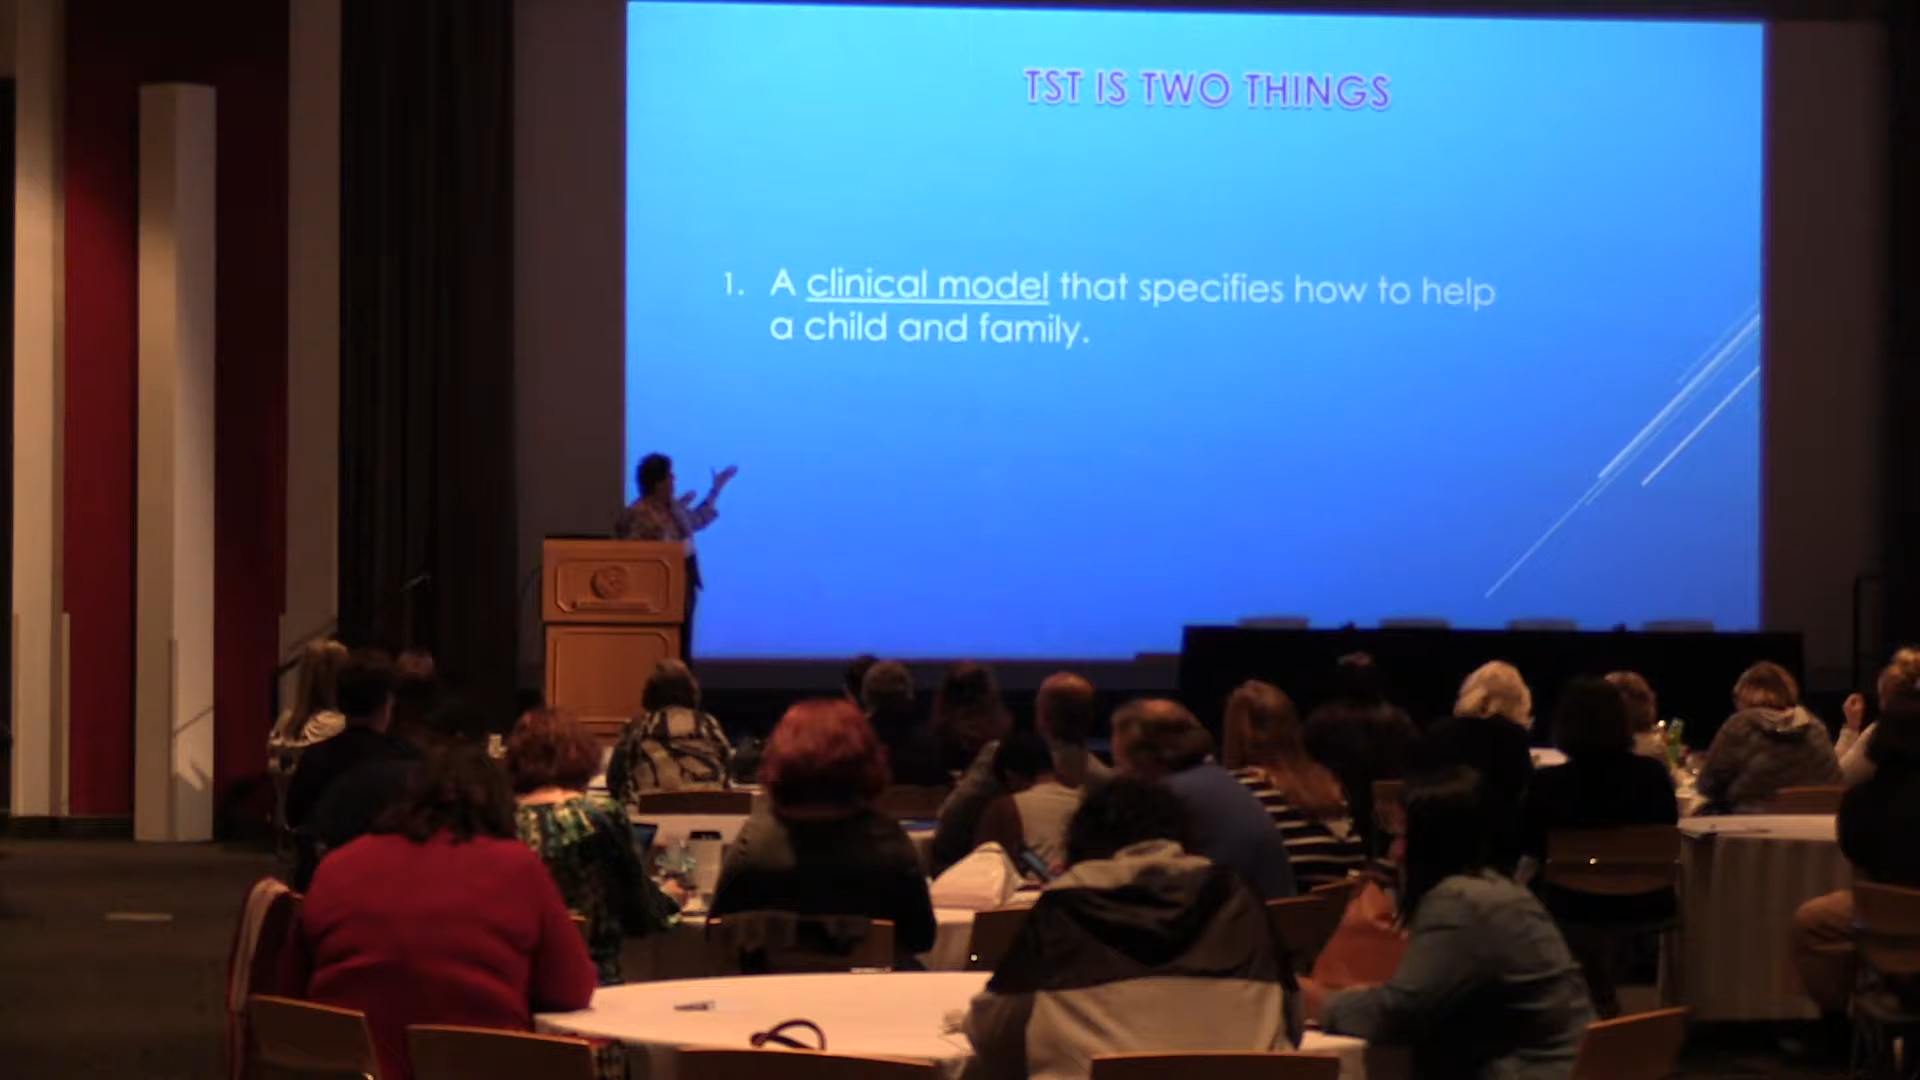 TST IS TWO THINGS
1. A clinical model that specifies how to help
a child and family.